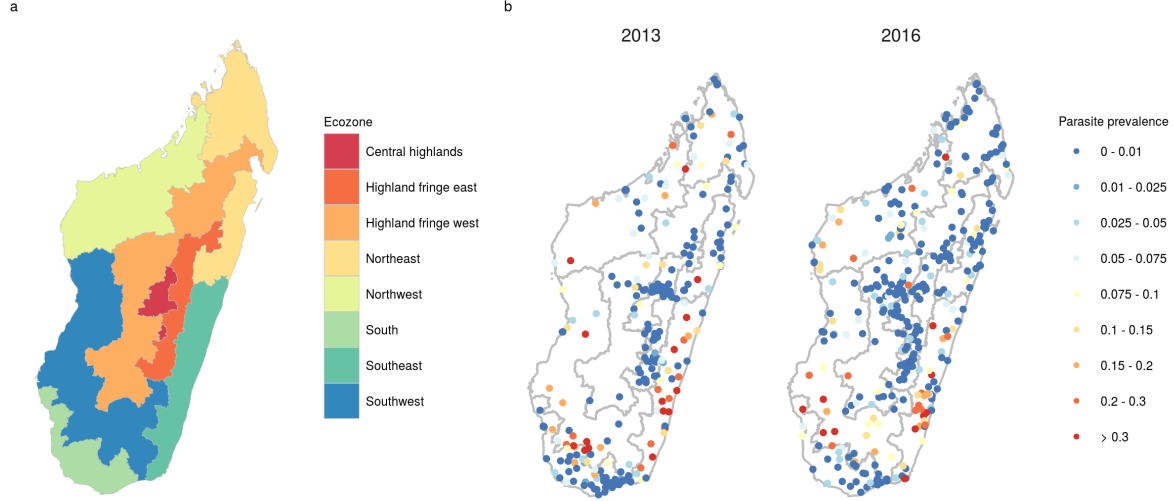 a
b
2013
2016
Ecozone
Central highlands
Highland fringe east
Highland fringe west
Northeast
Northwest
South
Southeast
Southwest
Parasite prevalence
0 - 0.01
0.01 - 0.025
0.025 - 0.05
0.05 - 0.075
0.075 - 0.1
0.1 - 0.15
0.15 - 0.2
0.2 - 0.3
> 0.3